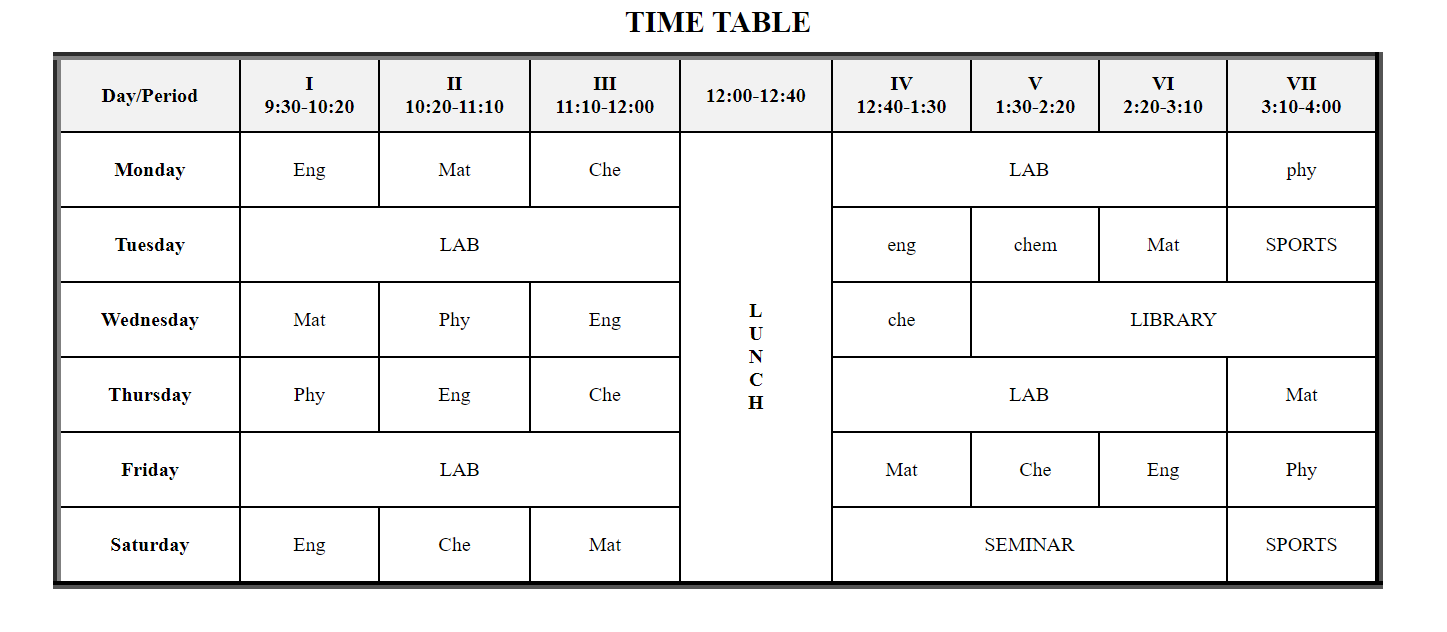 TIME TABLE
Day/Period I II III 12:00-12:40 IV V VI VII
9:30-10:20 10:20-11:10 11:10-12:00 12:40-1:30 1:30-2:20 2:20-3:10 3:10-4:00
Monday Eng Mat Che LAB phy
Tuesday LAB eng chem Mat SPORTS
Wednesday Mat Phy Eng che LIBRARY
Thursday Phy Eng Che LAB Mat
Friday LAB Mat Che Eng Phy
Saturday Eng Che Mat SEMINAR SPORTS
L
U
N
C
H